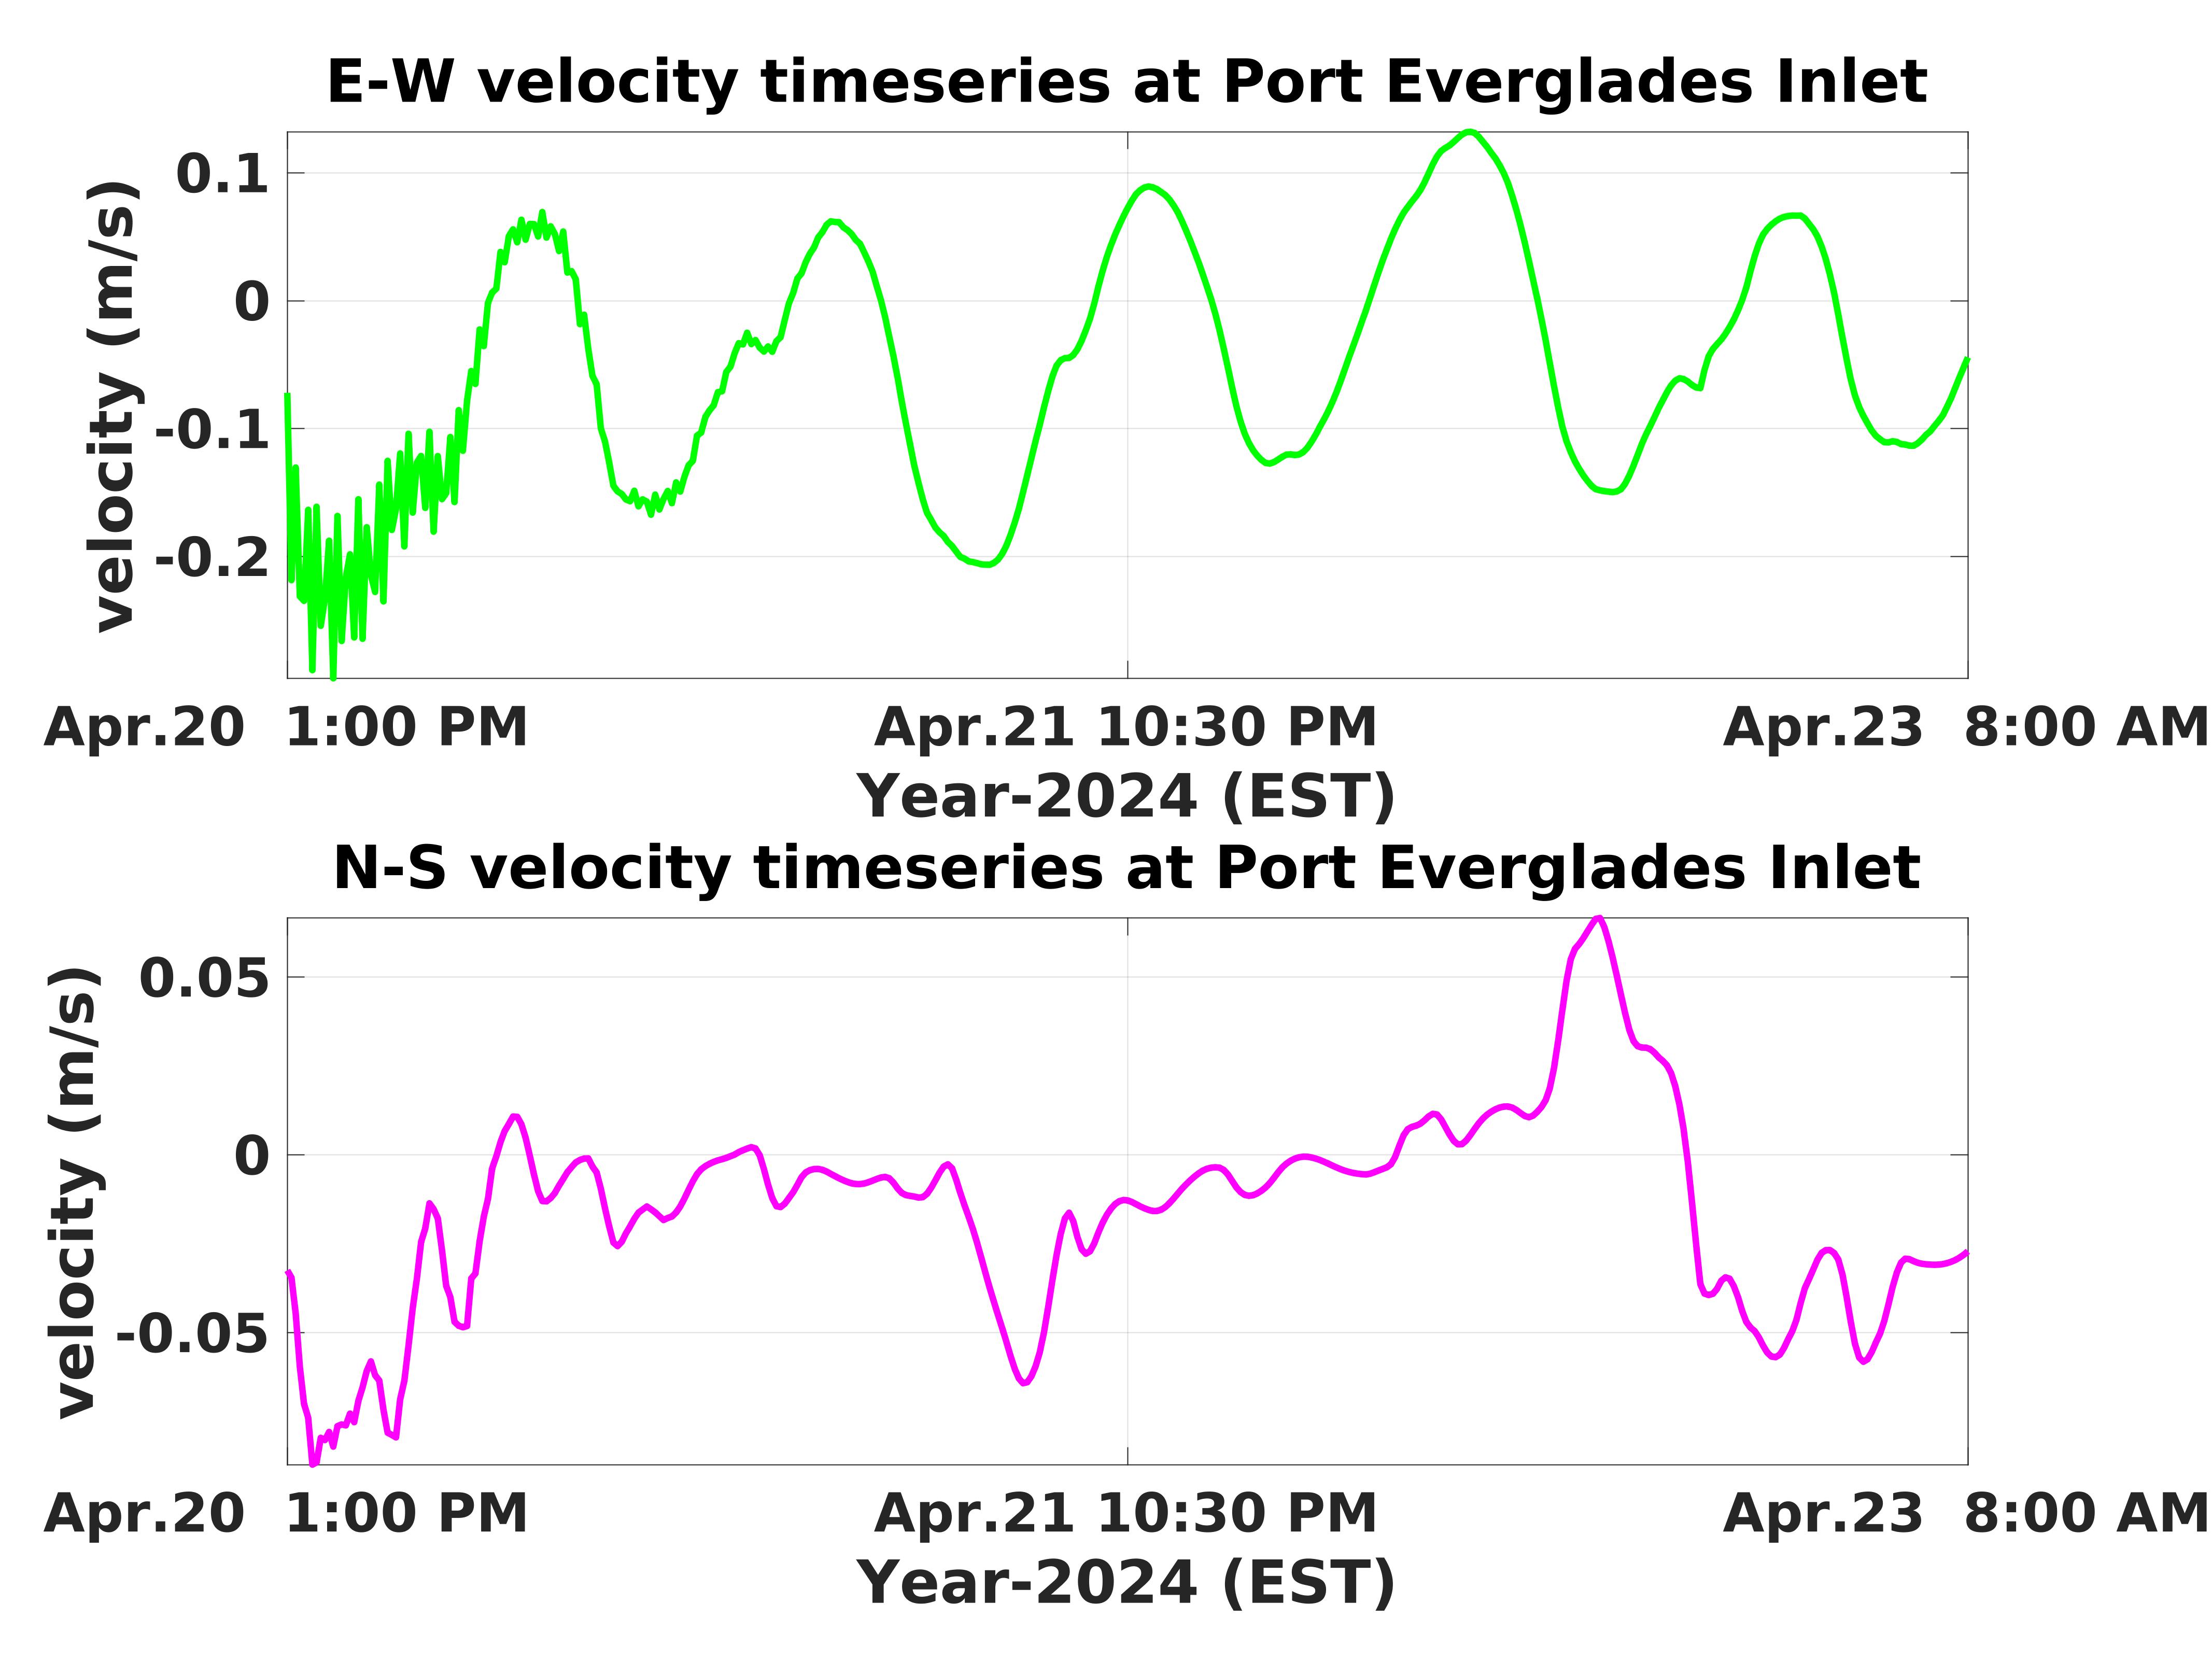 E-W velocity timeseries at Port Everglades Inlet
velocity (m/s)
0.1
0
-0.1
-0.2
Apr.20  1:00 PM
Apr.21 10:30 PM
Apr.23  8:00 AM
Year-2024 (EST)
N-S velocity timeseries at Port Everglades Inlet
velocity (m/s)
0.05
0
-0.05
Apr.20  1:00 PM
Apr.21 10:30 PM
Apr.23  8:00 AM
Year-2024 (EST)